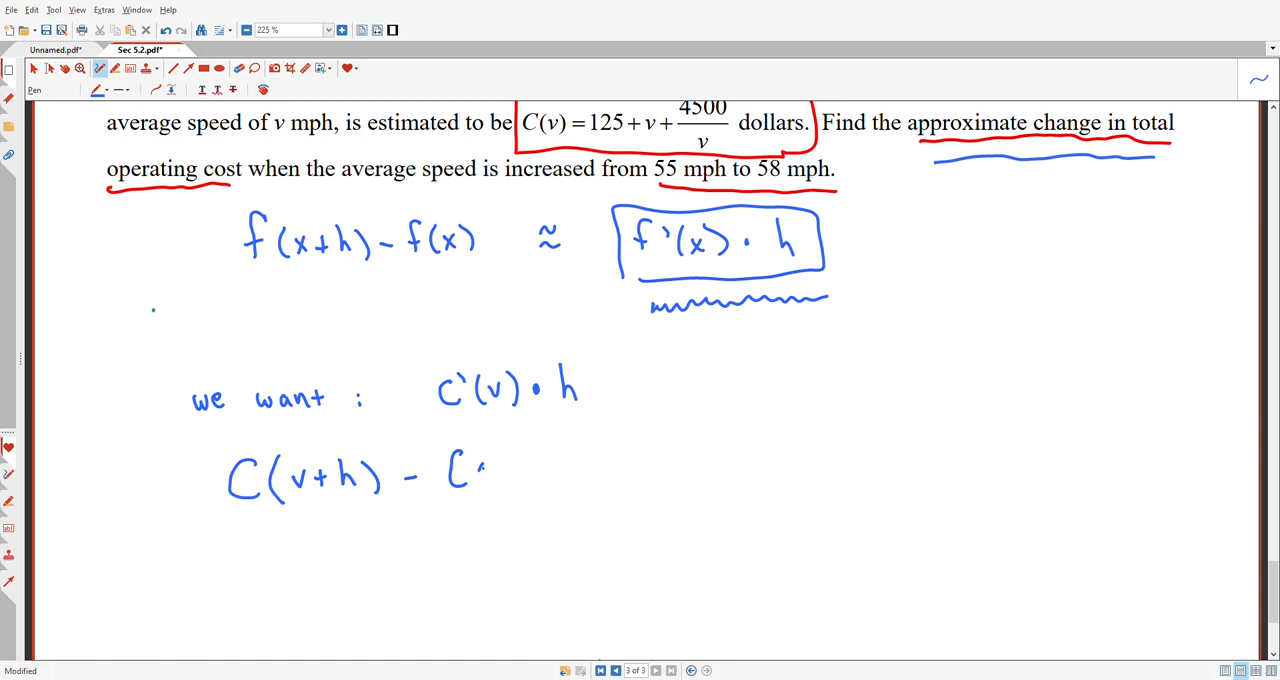 File Edit Tool View Extras Window Help
225 %
Unnamed.pdf* Sec 5.2.pdf*
Pen
average speed of v mph, is estimated to be C(v) = 125 + v + 4500/v dollars. Find the approximate change in total
operating cost when the average speed is increased from 55 mph to 58 mph.
f(x+h) - f(x) ≈ f'(x) · h
we want : C'(v) · h
C(v+h) - C
Modified
3 of 3